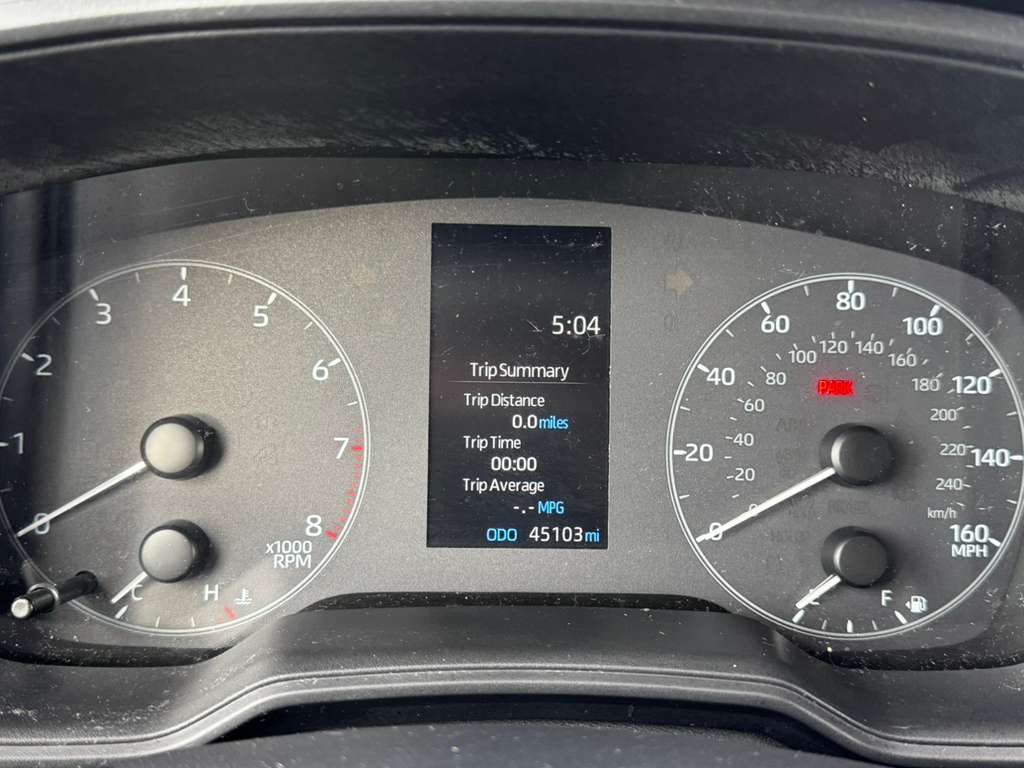 0
1
2
3
4
5
6
7
8
x1000
RPM
C
H
5:04
Trip Summary
Trip Distance
0.0 miles
Trip Time
00:00
Trip Average
-.- MPG
ODO 45103 mi
0
20
40
60
80
100
120
140
160
MPH
0
20
40
60
80
100
120
140
160
180
200
220
240
km/h
PARK
F